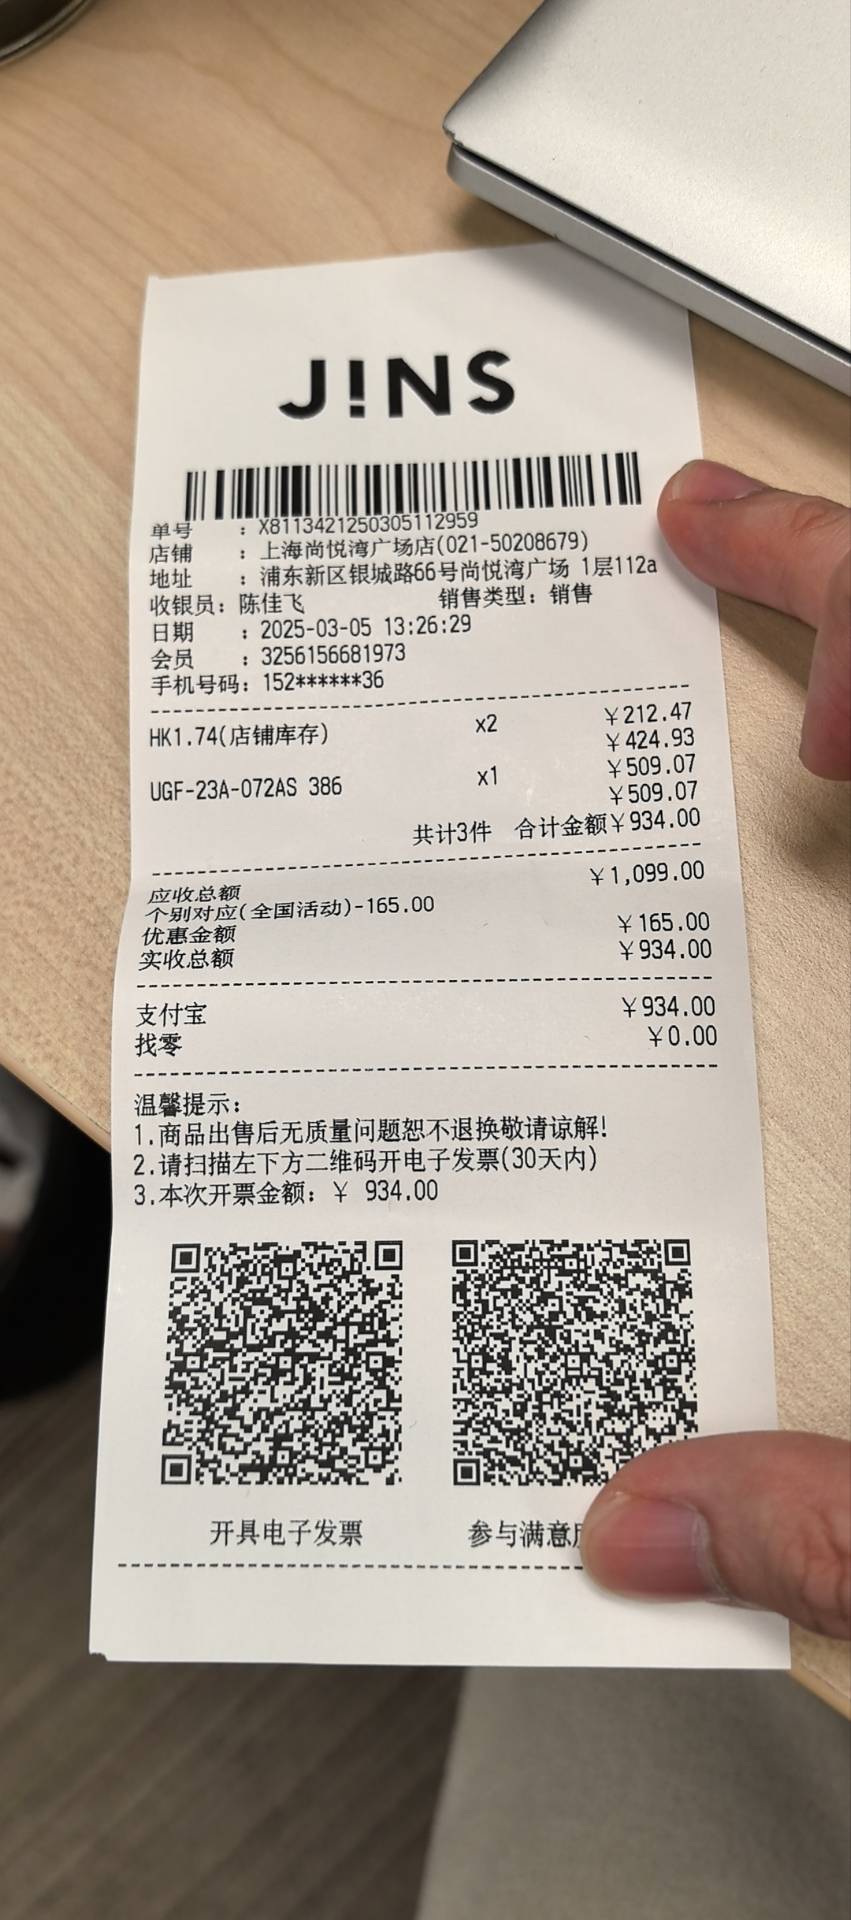 J!NS
单号 : X8113421250305112959
店铺 : 上海尚悦湾广场店(021-50208679)
地址 : 浦东新区银城路66号尚悦湾广场 1层112a
收银员: 陈佳飞 销售类型: 销售
日期 : 2025-03-05 13:26:29
会员 : 3256156681973
手机号码: 152******36
HK1.74(店铺库存) x2 ¥212.47
¥424.93
UGF-23A-072AS 386 x1 ¥509.07
¥509.07
共计3件 合计金额¥934.00
应收总额 ¥1,099.00
个别对应(全国活动)-165.00
优惠金额 ¥165.00
实收总额 ¥934.00
支付宝 ¥934.00
找零 ¥0.00
温馨提示:
1.商品出售后无质量问题恕不退换敬请谅解!
2.请扫描左下方二维码开电子发票(30天内)
3.本次开票金额: ¥ 934.00
开具电子发票 参与满意